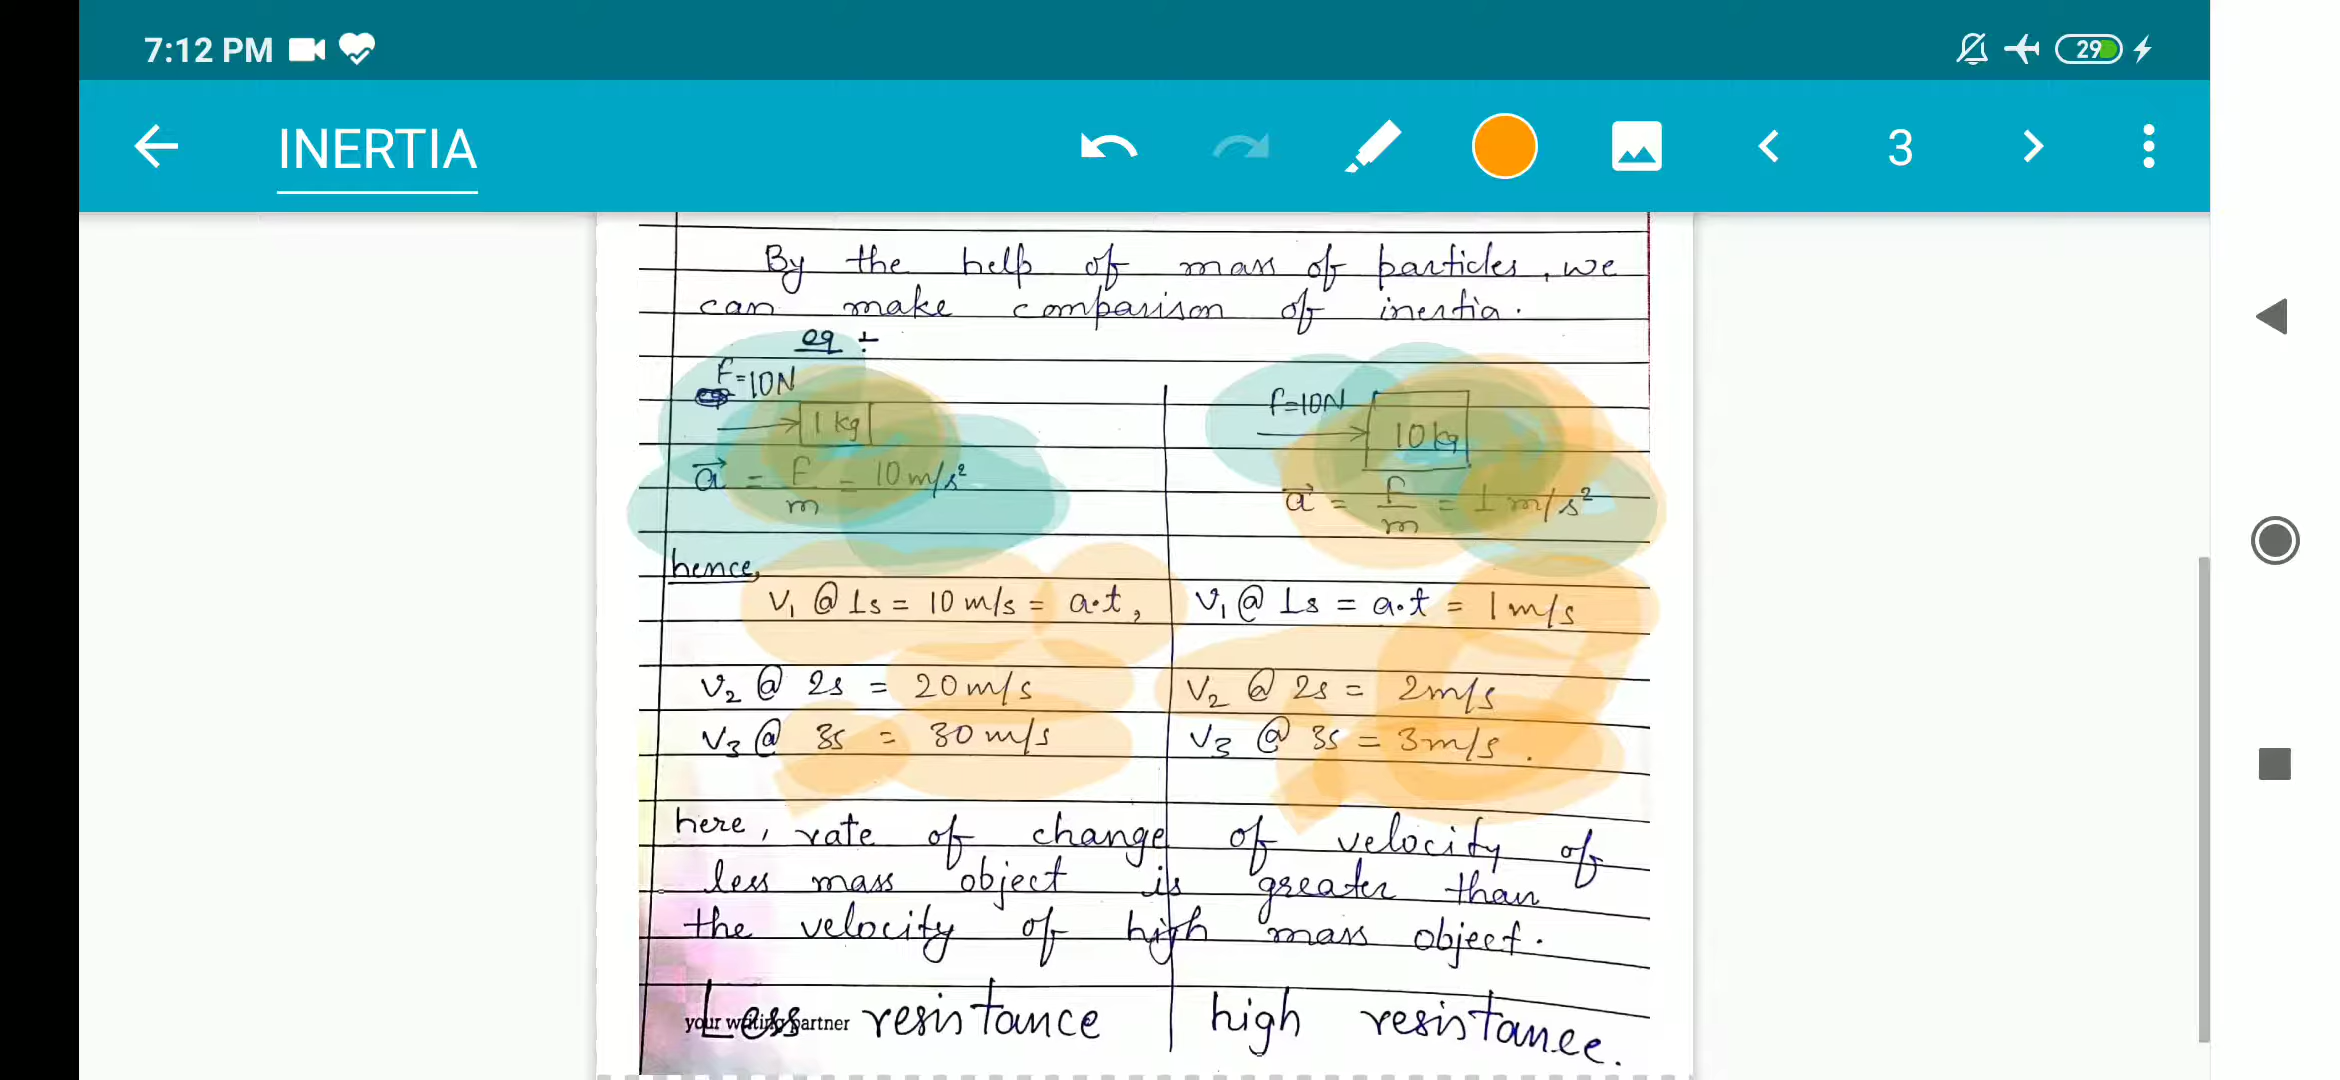 7:12 PM
29
INERTIA
3
By the help of mass of particles, we
can make comparison of inertia.
eg :
F=10N
1 kg
a = F/m = 10 m/s²
f=10N
10 kg
a = F/m = 1 m/s²
hence,
V₁ @ 1s = 10 m/s = a.t,
V₁ @ 1s = a.t = 1 m/s
V₂ @ 2s = 20 m/s
V₂ @ 2s = 2m/s
V₃ @ 3s = 30 m/s
V₃ @ 3s = 3m/s .
here, rate of change of velocity of
less mass object is greater than
the velocity of high mass object.
Less resistance
high resistance.
your writing partner